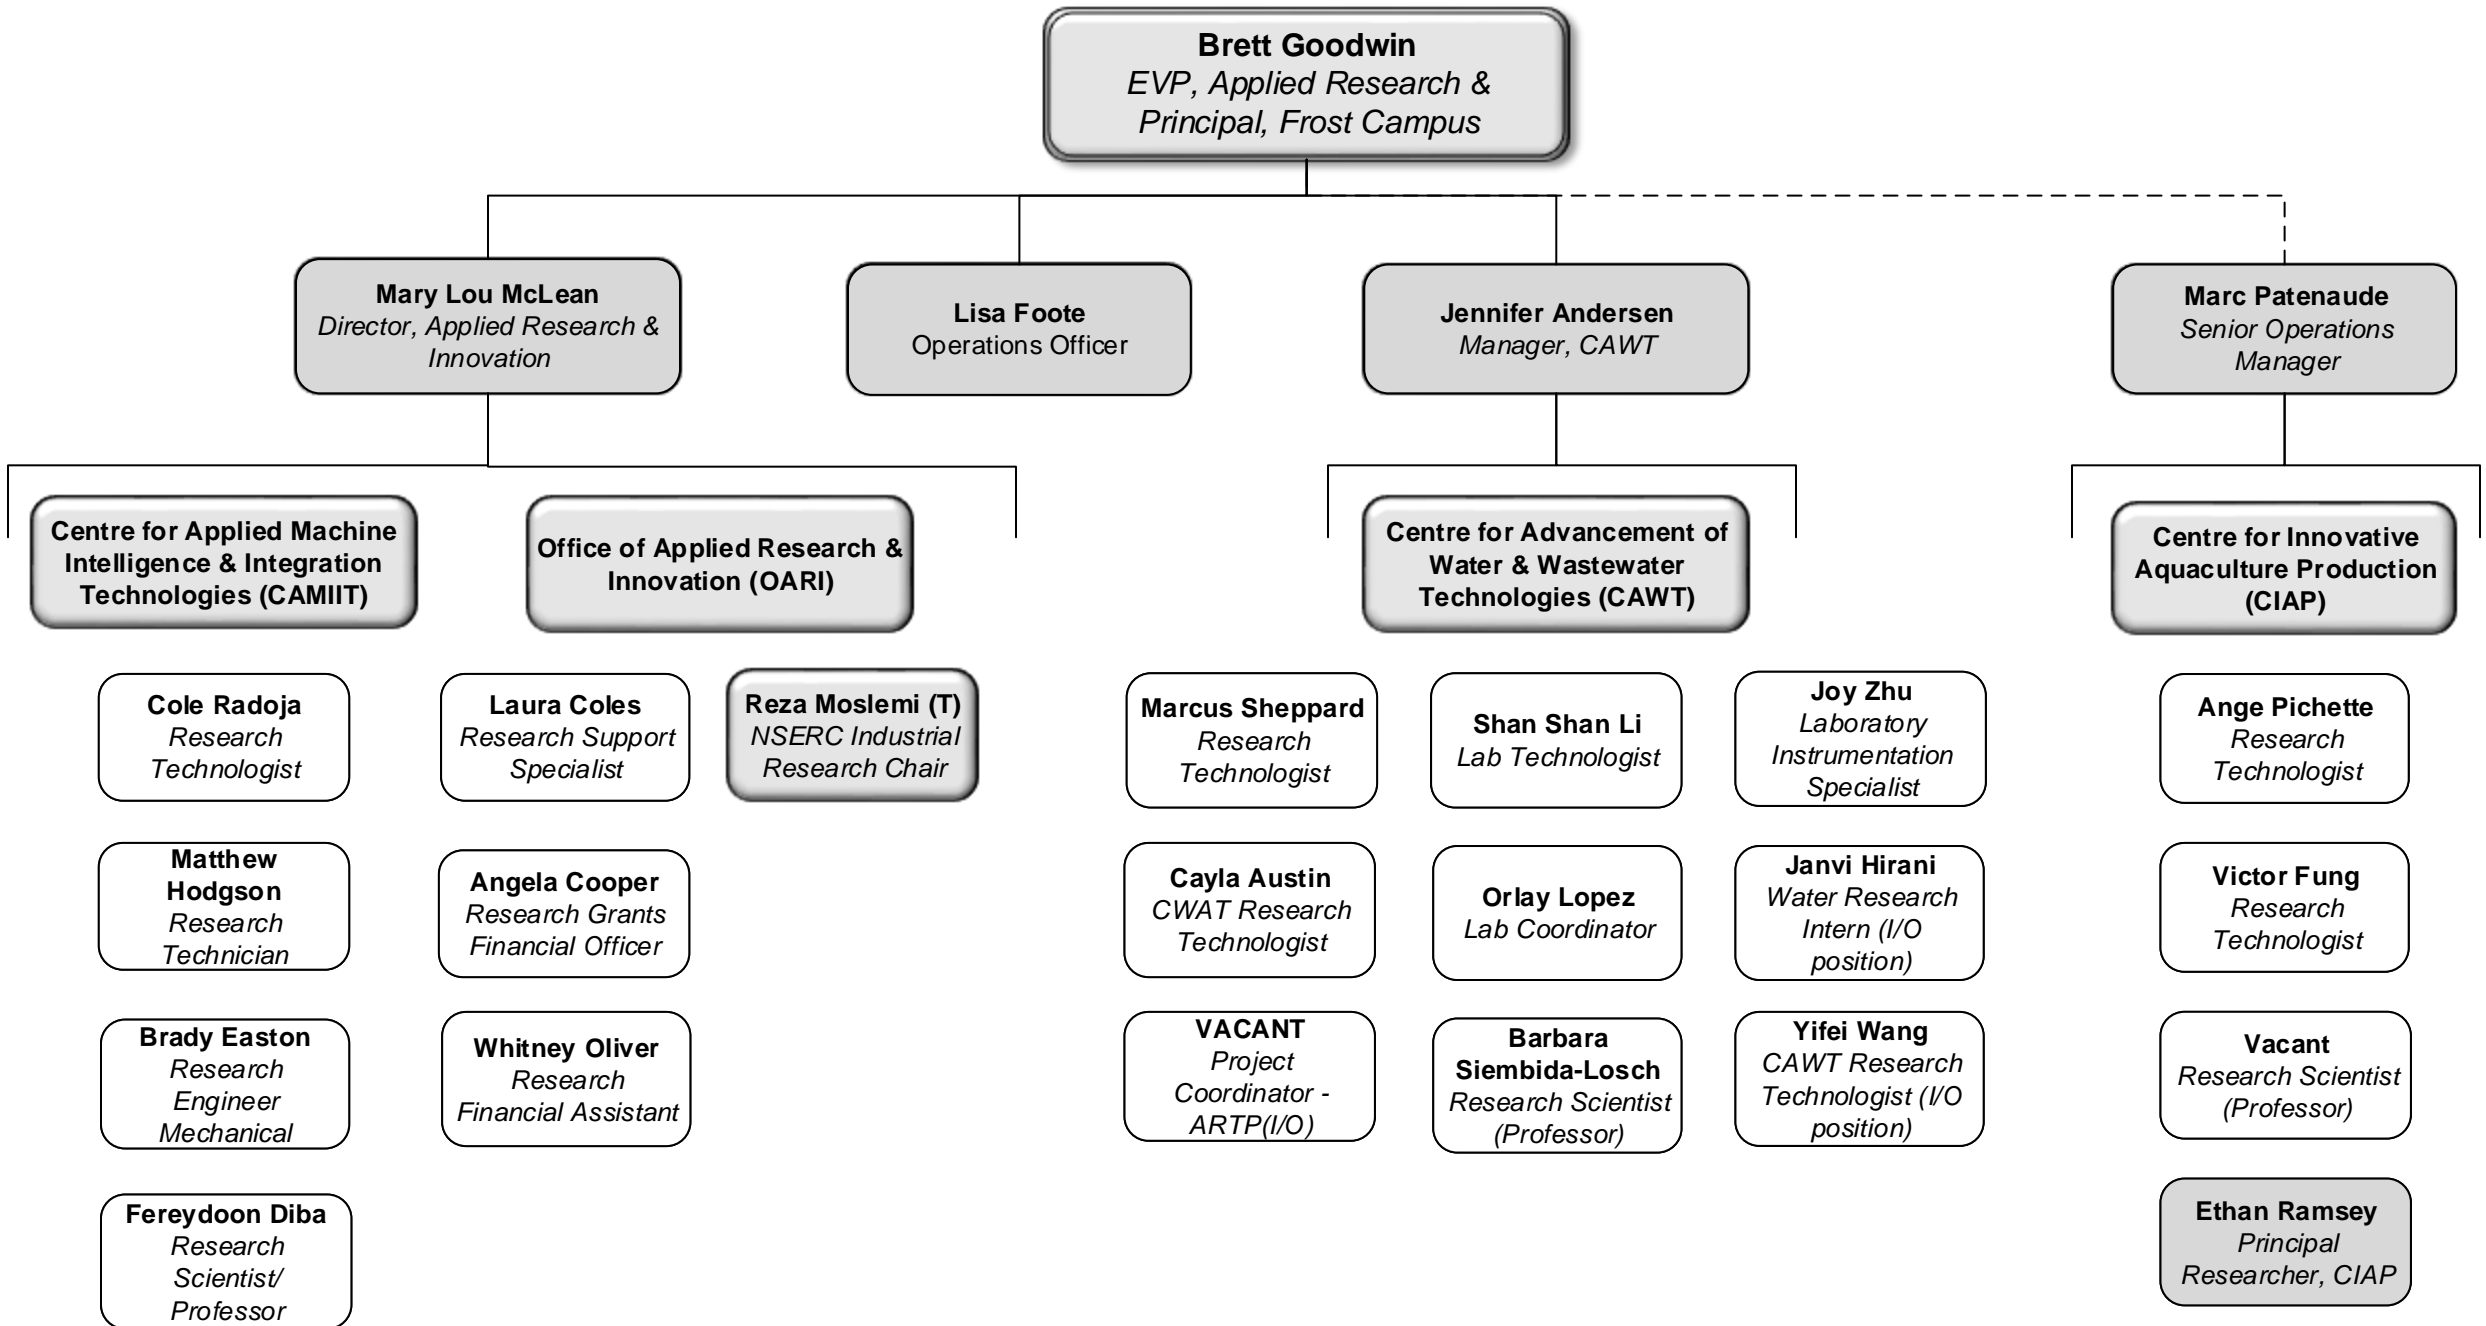 Brett Goodwin
EVP, Applied Research &
Principal, Frost Campus
Mary Lou McLean
Director, Applied Research &
Innovation
Lisa Foote
Operations Officer
Jennifer Andersen
Manager, CAWT
Marc Patenaude
Senior Operations
Manager
Centre for Applied Machine
Intelligence & Integration
Technologies (CAMIIT)
Office of Applied Research &
Innovation (OARI)
Centre for Advancement of
Water & Wastewater
Technologies (CAWT)
Centre for Innovative
Aquaculture Production
(CIAP)
Cole Radoja
Research
Technologist
Laura Coles
Research Support
Specialist
Reza Moslemi (T)
NSERC Industrial
Research Chair
Marcus Sheppard
Research
Technologist
Shan Shan Li
Lab Technologist
Joy Zhu
Laboratory
Instrumentation
Specialist
Ange Pichette
Research
Technologist
Matthew
Hodgson
Research
Technician
Angela Cooper
Research Grants
Financial Officer
Cayla Austin
CWAT Research
Technologist
Orlay Lopez
Lab Coordinator
Janvi Hirani
Water Research
Intern (I/O
position)
Victor Fung
Research
Technologist
Brady Easton
Research
Engineer
Mechanical
Whitney Oliver
Research
Financial Assistant
VACANT
Project
Coordinator -
ARTP(I/O)
Barbara
Siembida-Losch
Research Scientist
(Professor)
Yifei Wang
CAWT Research
Technologist (I/O
position)
Vacant
Research Scientist
(Professor)
Fereydoon Diba
Research
Scientist/
Professor
Ethan Ramsey
Principal
Researcher, CIAP